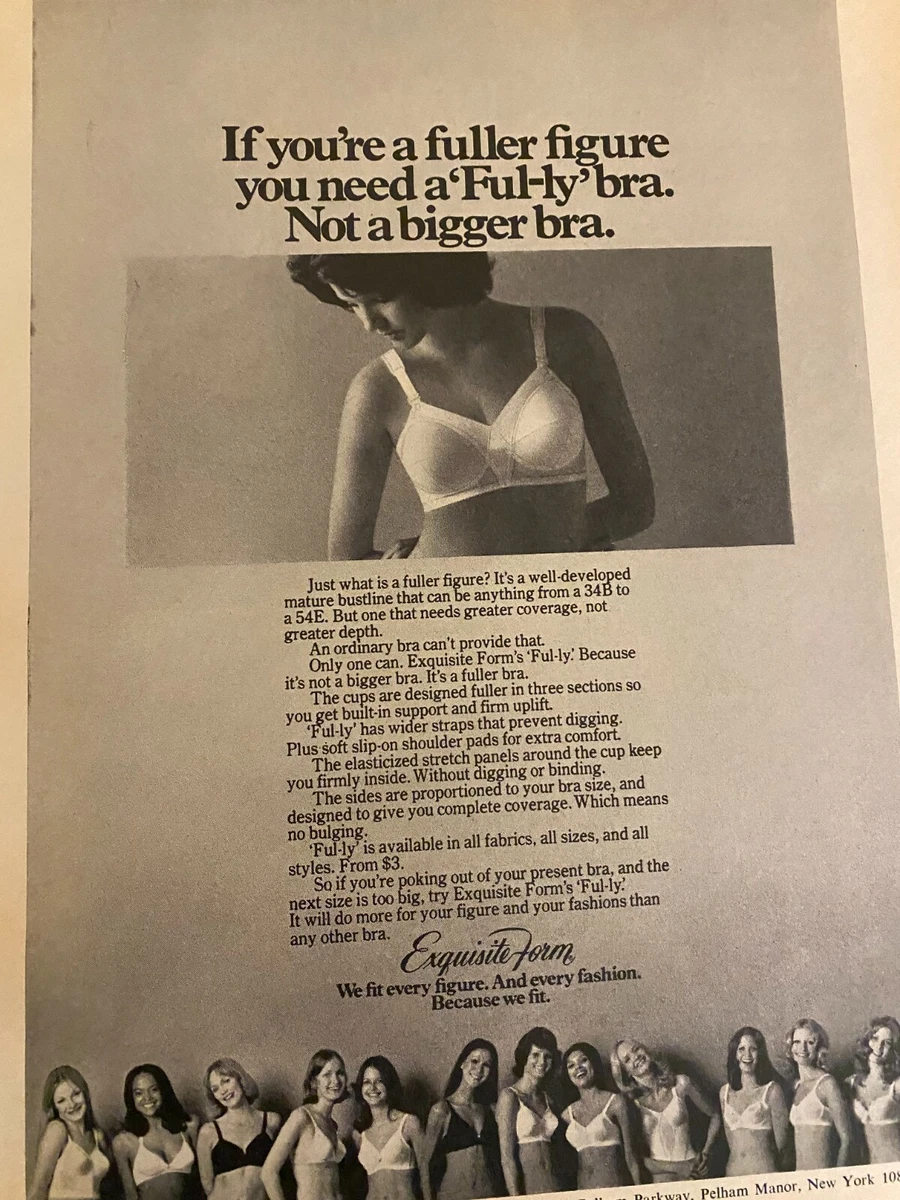 If you're a fuller figure
you need a 'Ful-ly' bra.
Not a bigger bra.
Just what is a fuller figure? It's a well-developed
mature bustline that can be anything from a 34B to
a 54E. But one that needs greater coverage, not
greater depth.
An ordinary bra can't provide that.
Only one can. Exquisite Form's 'Ful-ly.' Because
it's not a bigger bra. It's a fuller bra.
The cups are designed fuller in three sections so
you get built-in support and firm uplift.
'Ful-ly' has wider straps that prevent digging.
Plus soft slip-on shoulder pads for extra comfort.
The elasticized stretch panels around the cup keep
you firmly inside. Without digging or binding.
The sides are proportioned to your bra size, and
designed to give you complete coverage. Which means
no bulging.
'Ful-ly' is available in all fabrics, all sizes, and all
styles. From $3.
So if you're poking out of your present bra, and the
next size is too big, try Exquisite Form's 'Ful-ly.'
It will do more for your figure and your fashions than
any other bra.
Exquisite Form
We fit every figure. And every fashion.
Because we fit.
Parkway, Pelham Manor, New York